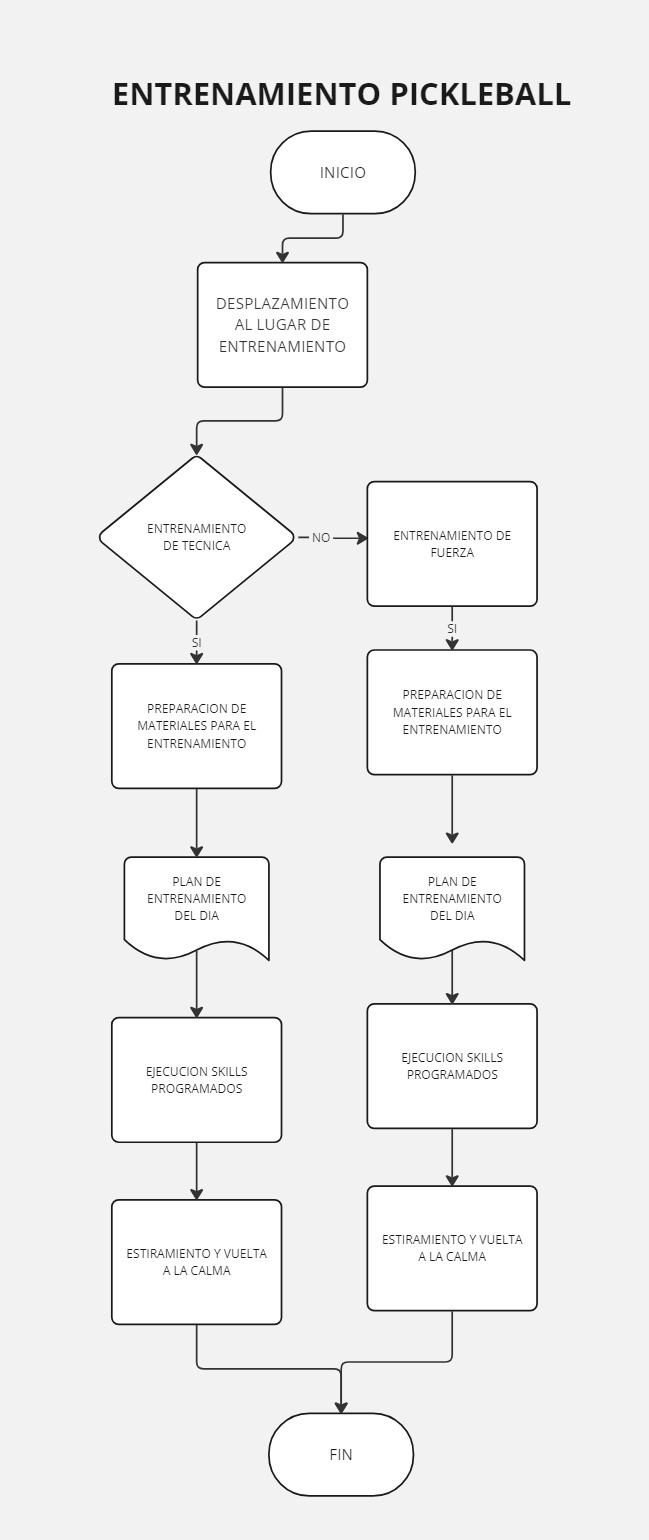 ENTRENAMIENTO PICKLEBALL
INICIO
DESPLAZAMIENTO
AL LUGAR DE
ENTRENAMIENTO
ENTRENAMIENTO
DE TECNICA
NO
ENTRENAMIENTO DE
FUERZA
SI
SI
PREPARACION DE
MATERIALES PARA EL
ENTRENAMIENTO
PREPARACION DE
MATERIALES PARA EL
ENTRENAMIENTO
PLAN DE
ENTRENAMIENTO
DEL DIA
PLAN DE
ENTRENAMIENTO
DEL DIA
EJECUCION SKILLS
PROGRAMADOS
EJECUCION SKILLS
PROGRAMADOS
ESTIRAMIENTO Y VUELTA
A LA CALMA
ESTIRAMIENTO Y VUELTA
A LA CALMA
FIN